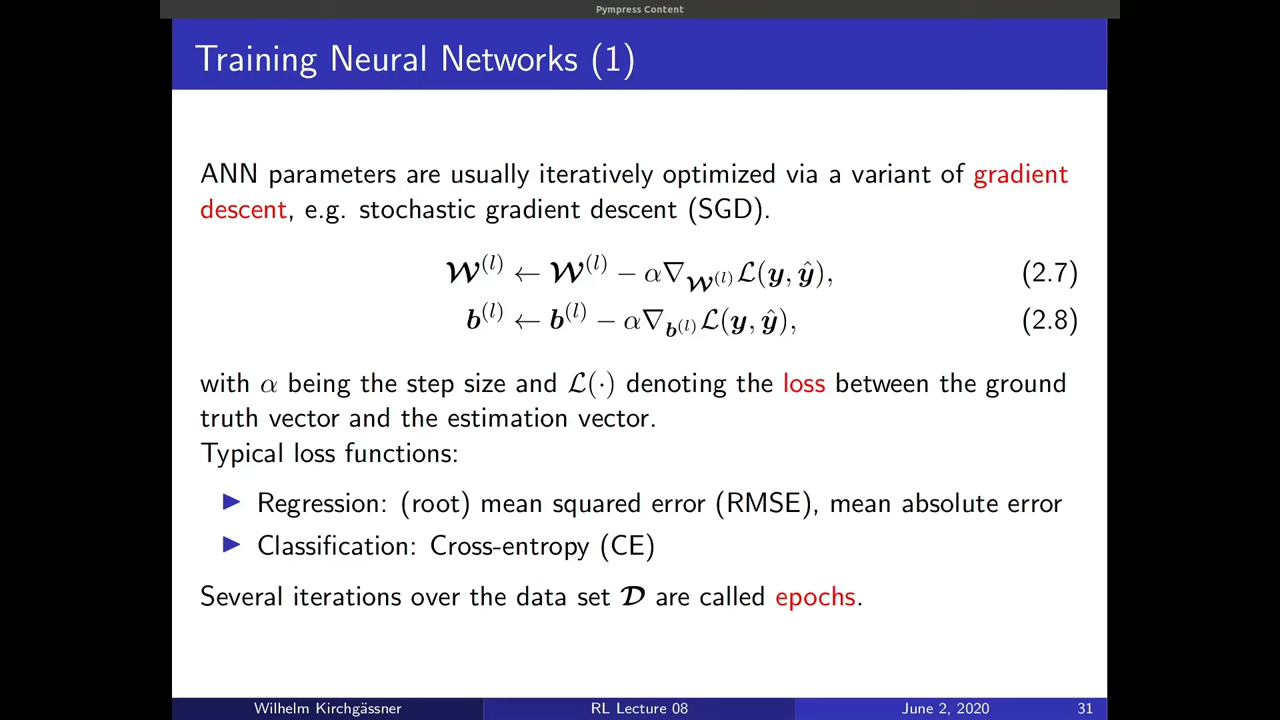 Pympress Content
Training Neural Networks (1)
ANN parameters are usually iteratively optimized via a variant of gradient
descent, e.g. stochastic gradient descent (SGD).
𝓦^(l) ← 𝓦^(l) − α∇_𝓦^(l) ℒ(𝒚, 𝒚̂), (2.7)
𝒃^(l) ← 𝒃^(l) − α∇_𝒃^(l) ℒ(𝒚, 𝒚̂), (2.8)
with α being the step size and ℒ(·) denoting the loss between the ground
truth vector and the estimation vector.
Typical loss functions:
▶ Regression: (root) mean squared error (RMSE), mean absolute error
▶ Classification: Cross-entropy (CE)
Several iterations over the data set 𝓓 are called epochs.
Wilhelm Kirchgässner RL Lecture 08 June 2, 2020 31